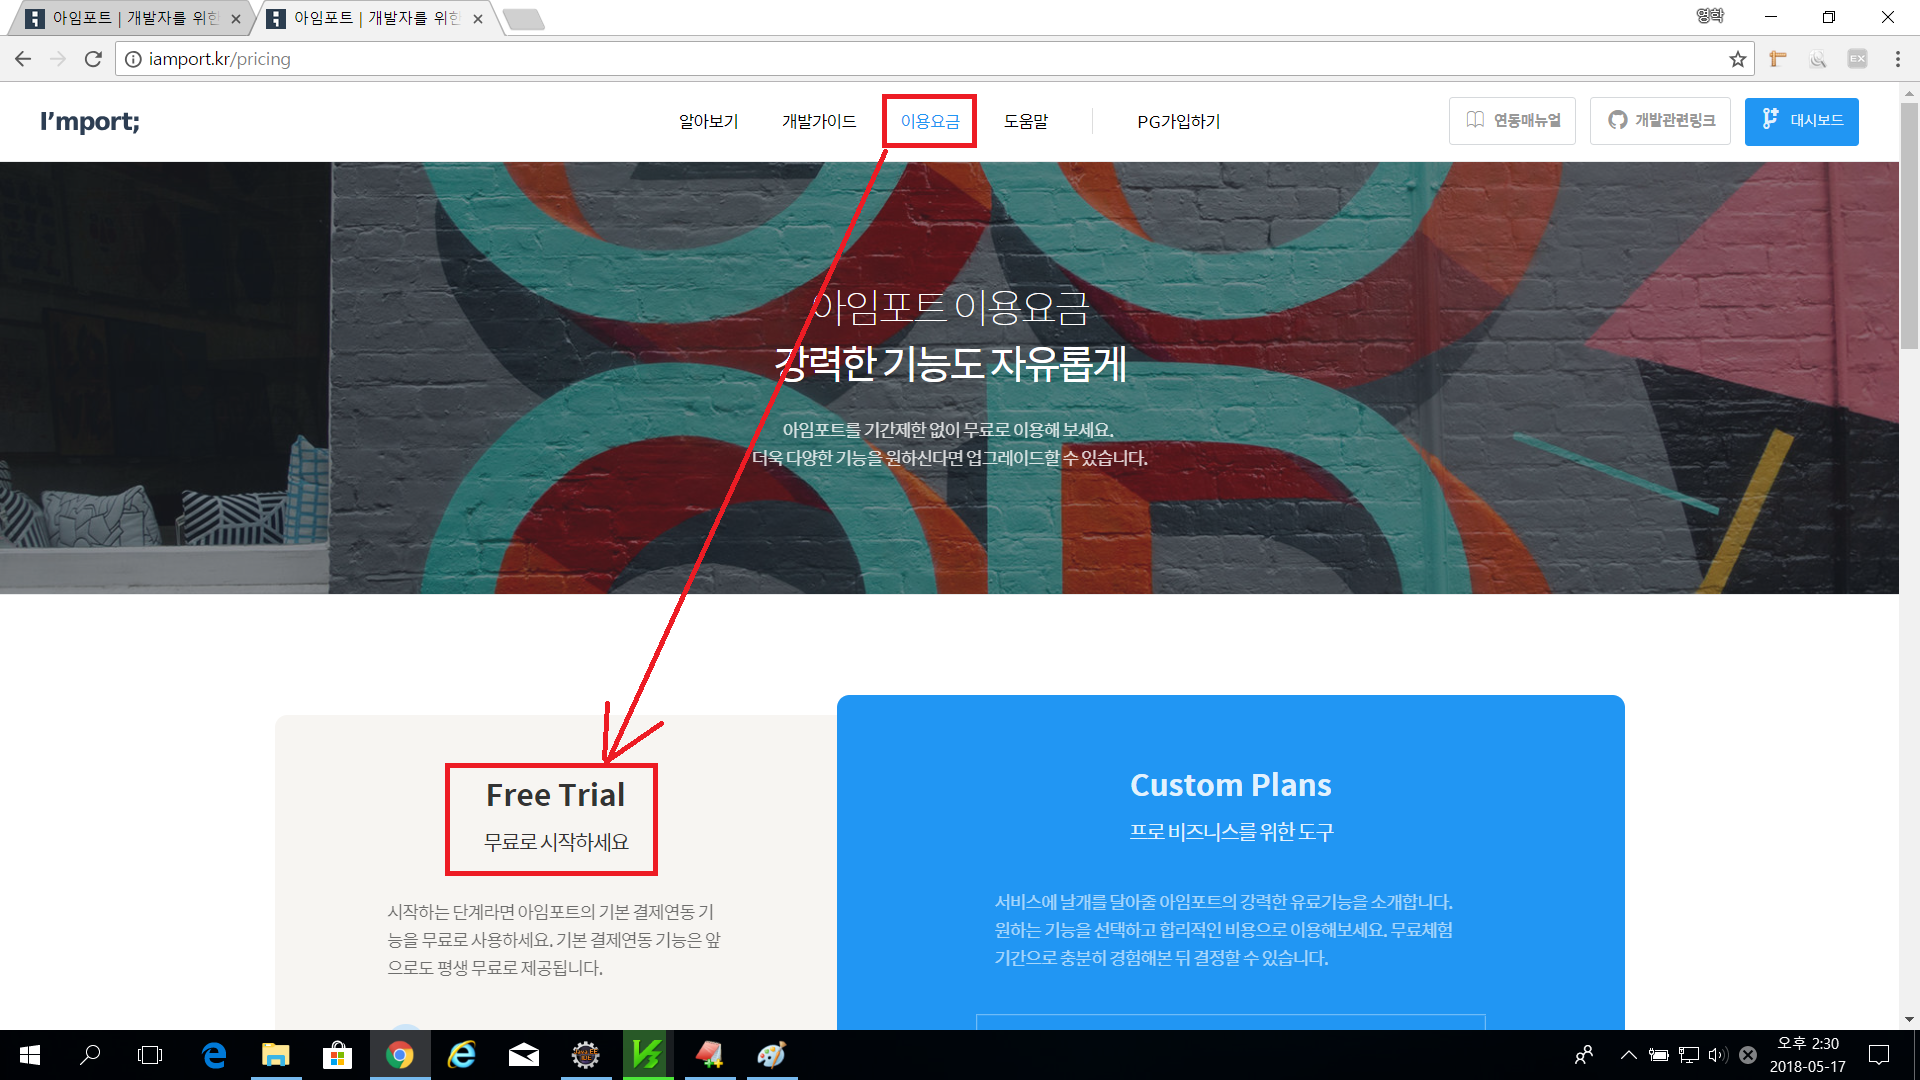 아임포트 | 개발자를 위한
아임포트 | 개발자를 위한
영학
iamport.kr/pricing
EX
I'mport;
알아보기
개발가이드
이용요금
도움말
PG가입하기
연동매뉴얼
개발관련링크
대시보드
아임포트 이용요금
강력한 기능도 자유롭게
아임포트를 기간제한 없이 무료로 이용해 보세요.
더욱 다양한 기능을 원하신다면 업그레이드할 수 있습니다.
Free Trial
무료로 시작하세요
시작하는 단계라면 아임포트의 기본 결제연동 기
능을 무료로 사용하세요. 기본 결제연동 기능은 앞
으로도 평생 무료로 제공됩니다.
Custom Plans
프로 비즈니스를 위한 도구
서비스에 날개를 달아줄 아임포트의 강력한 유료기능을 소개합니다.
원하는 기능을 선택하고 합리적인 비용으로 이용해보세요. 무료체험
기간으로 충분히 경험해본 뒤 결정할 수 있습니다.
오후 2:30
2018-05-17